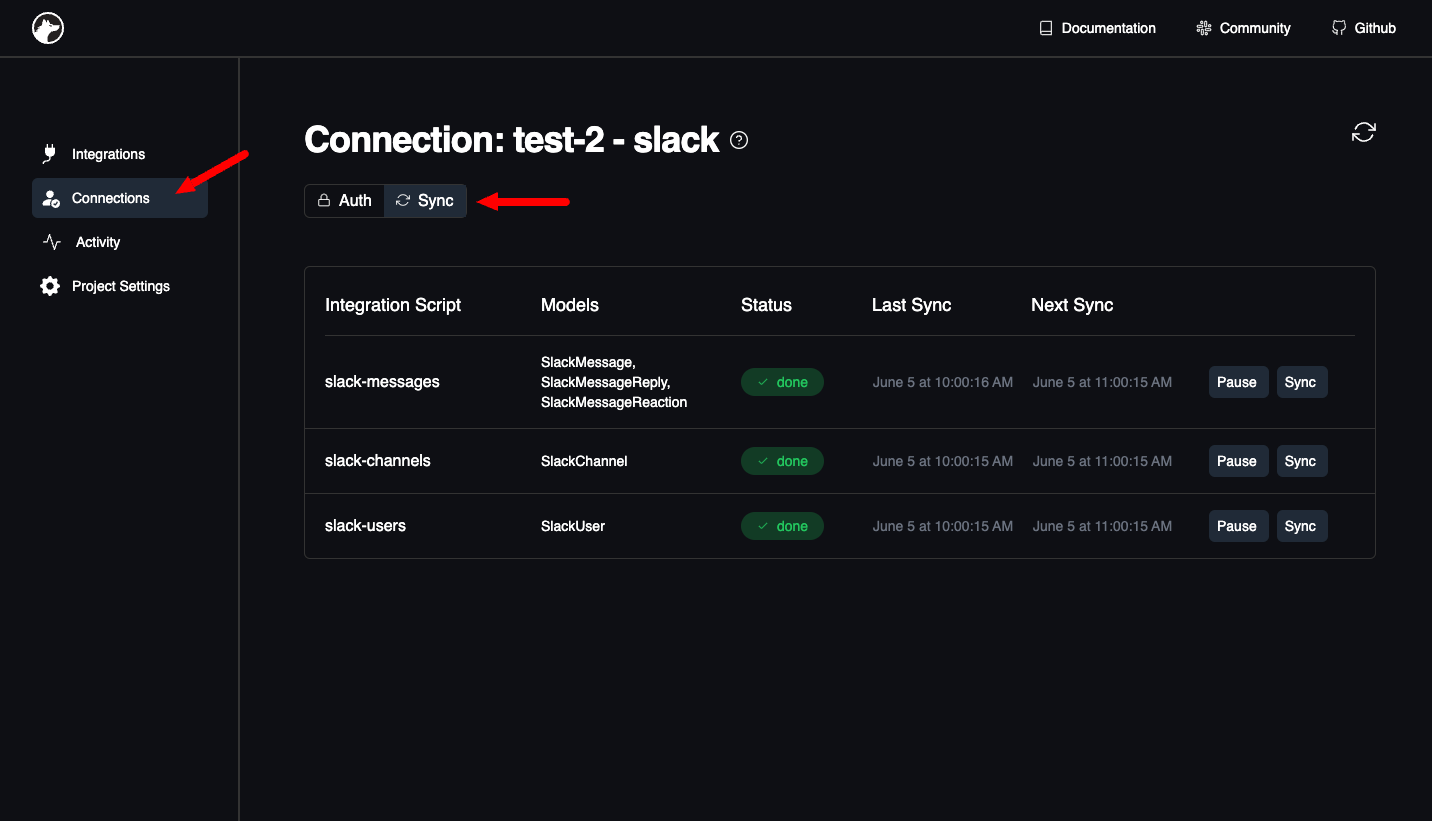 Documentation
Community
Github
Integrations
Connections
Activity
Project Settings
Connection: test-2 - slack
Auth
Sync
Integration Script Models Status Last Sync Next Sync
slack-messages
SlackMessage,
SlackMessageReply,
SlackMessageReaction
done June 5 at 10:00:16 AM June 5 at 11:00:15 AM Pause Sync
slack-channels SlackChannel done June 5 at 10:00:15 AM June 5 at 11:00:15 AM Pause Sync
slack-users SlackUser done June 5 at 10:00:15 AM June 5 at 11:00:15 AM Pause Sync